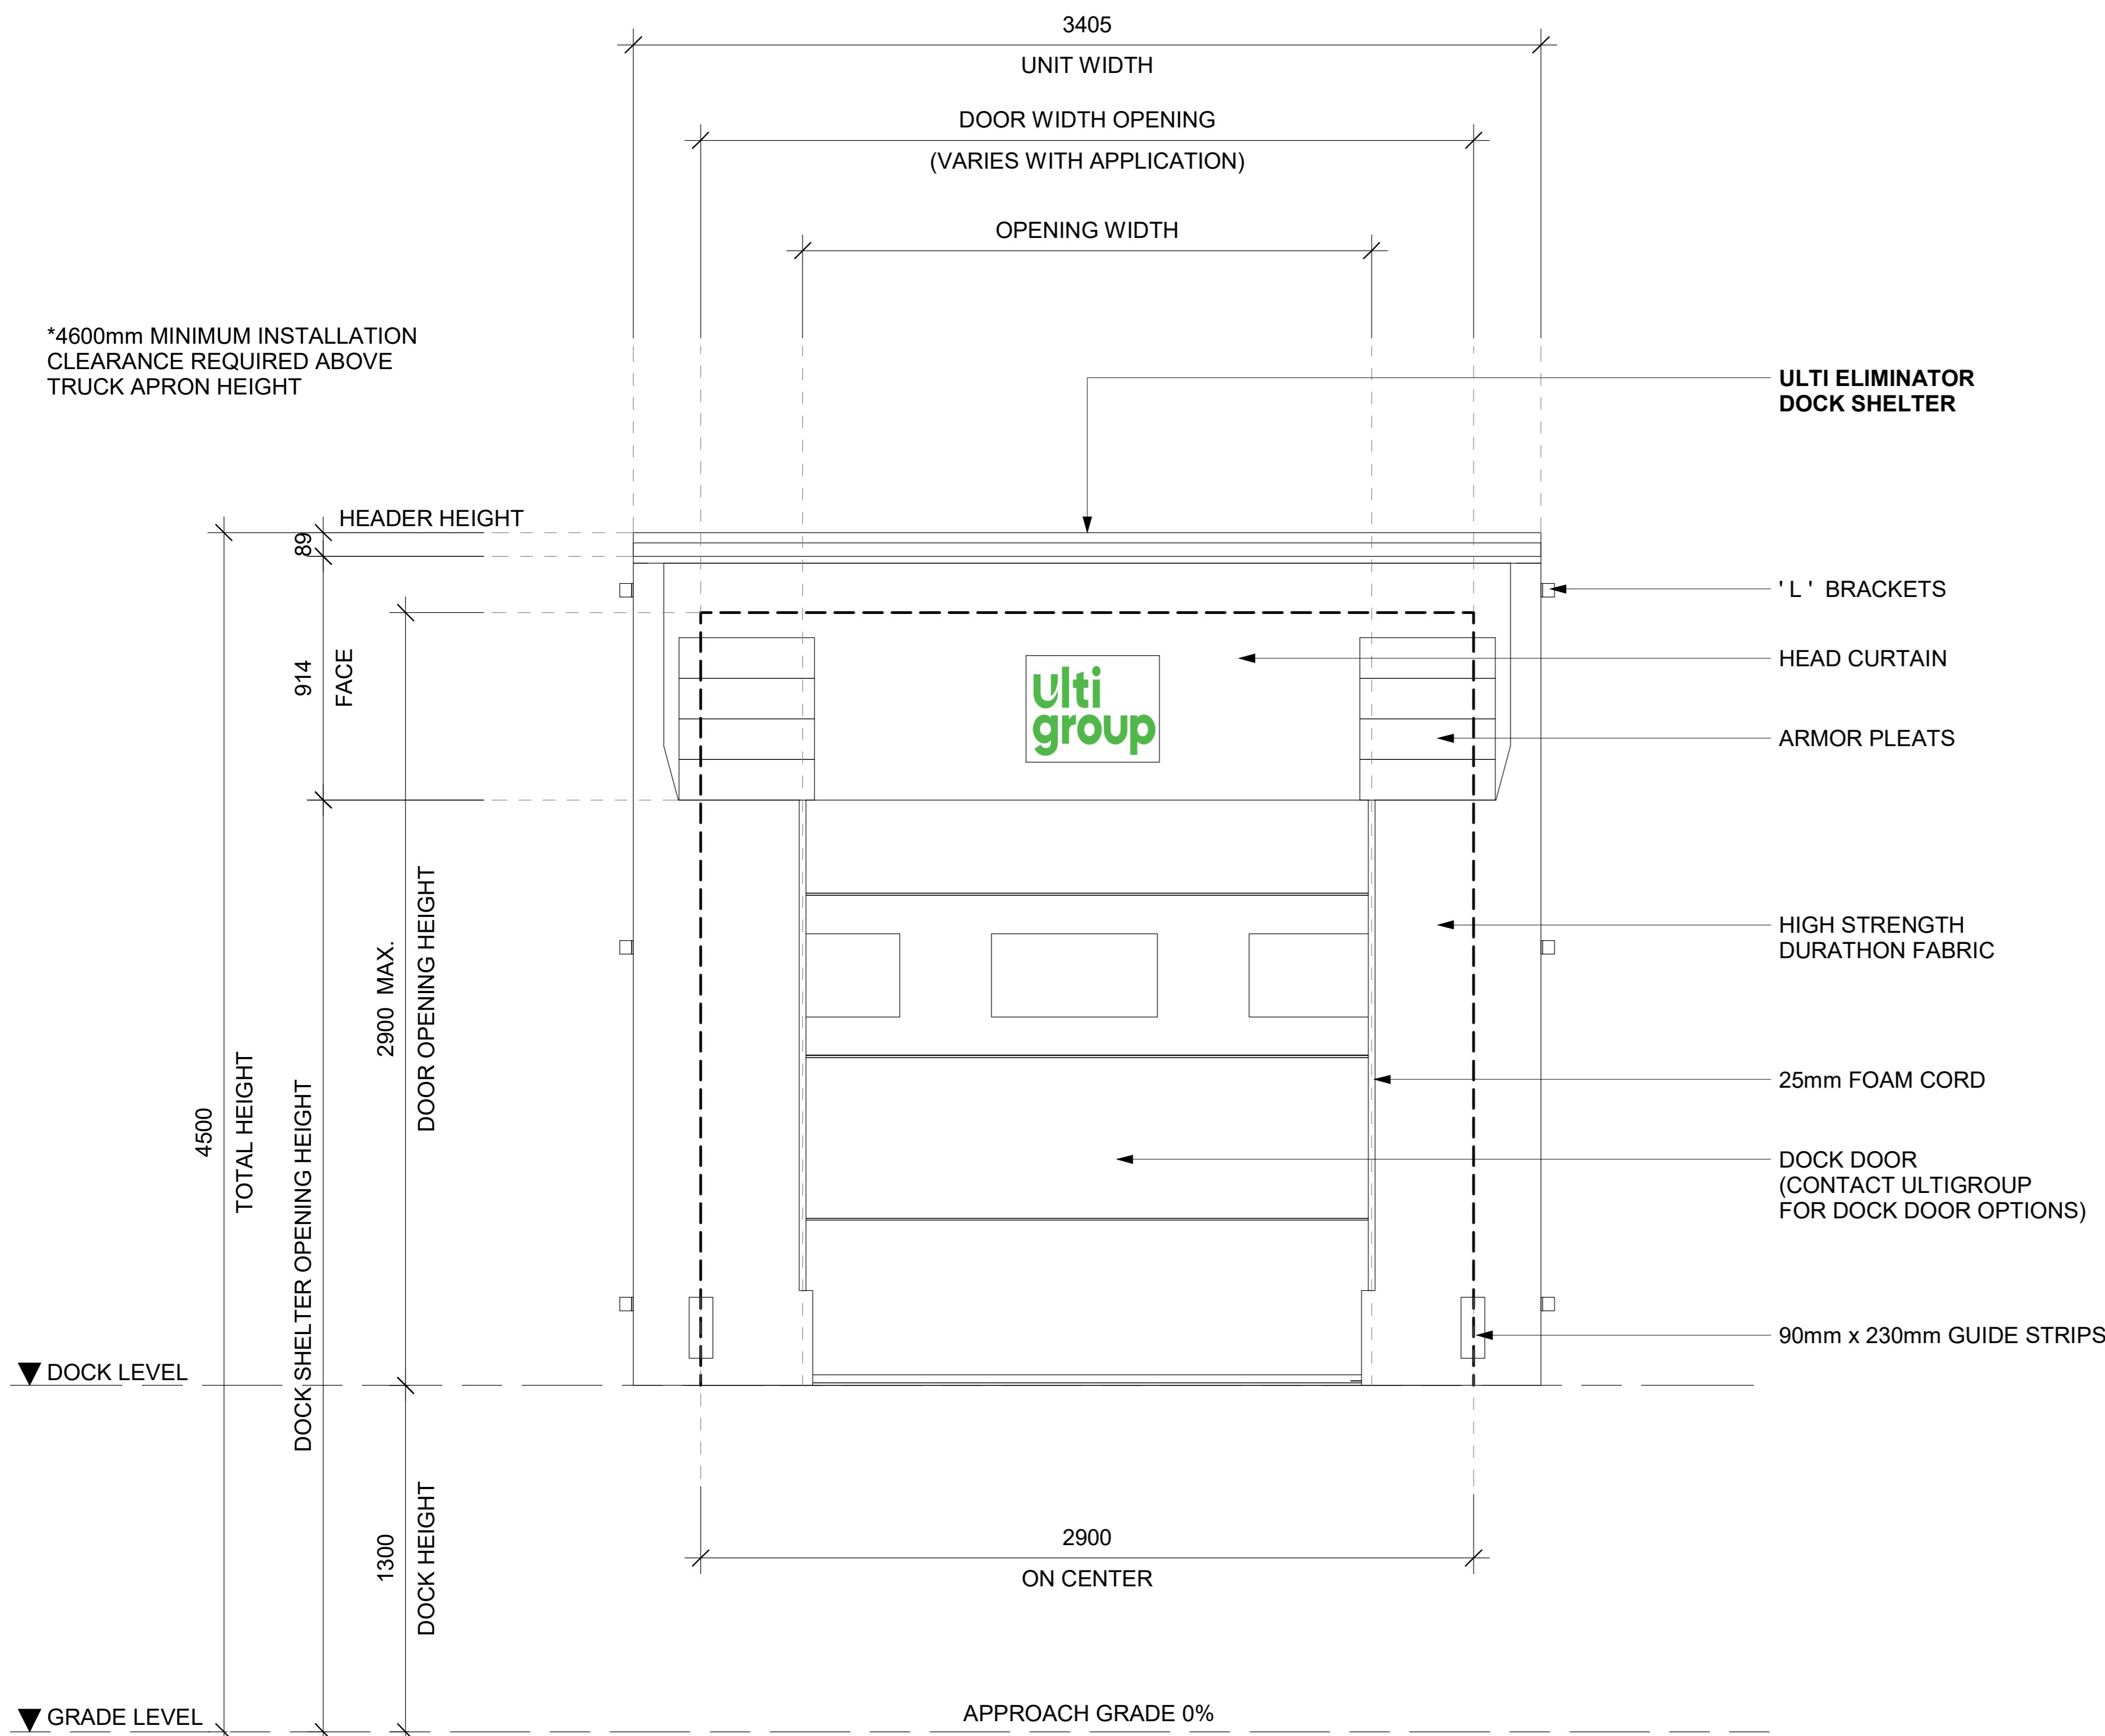 3405
UNIT WIDTH
DOOR WIDTH OPENING
(VARIES WITH APPLICATION)
OPENING WIDTH
*4600mm MINIMUM INSTALLATION
CLEARANCE REQUIRED ABOVE
TRUCK APRON HEIGHT
ULTI ELIMINATOR
DOCK SHELTER
HEADER HEIGHT
89
' L ' BRACKETS
914
FACE
HEAD CURTAIN
ulti
group
ARMOR PLEATS
2900 MAX.
DOOR OPENING HEIGHT
HIGH STRENGTH
DURATHON FABRIC
4500
TOTAL HEIGHT
DOCK SHELTER OPENING HEIGHT
25mm FOAM CORD
DOCK DOOR
(CONTACT ULTIGROUP
FOR DOCK DOOR OPTIONS)
90mm x 230mm GUIDE STRIPS
DOCK LEVEL
1300
DOCK HEIGHT
2900
ON CENTER
GRADE LEVEL
APPROACH GRADE 0%